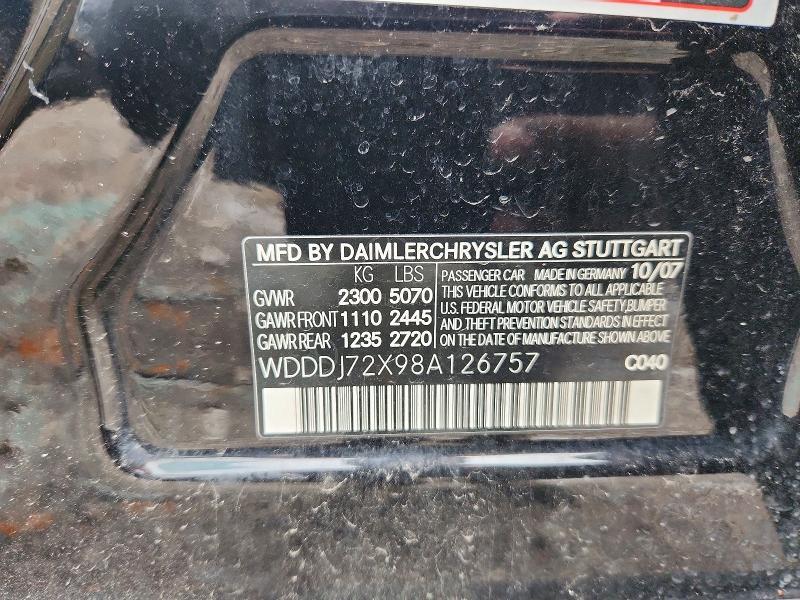 MFD BY DAIMLERCHRYSLER AG STUTTGART
KG LBS
GVWR 2300 5070
GAWR FRONT 1110 2445
GAWR REAR 1235 2720
PASSENGER CAR MADE IN GERMANY 10/07
THIS VEHICLE CONFORMS TO ALL APPLICABLE
U.S. FEDERAL MOTOR VEHICLE SAFETY,BUMPER
AND,THEFT PREVENTION STANDARDS IN EFFECT
ON THE DATE OF MANUFACTURE SHOWN ABOVE
WDDDJ72X98A126757 C040